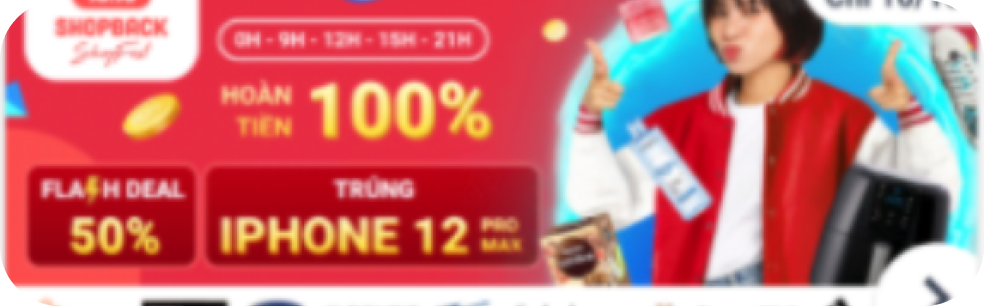 SHOPBACK
0H - 9H - 12H - 15H - 21H
HOÀN
TIỀN 100%
FLASH DEAL
50%
TRÚNG
IPHONE 12 PRO
MAX